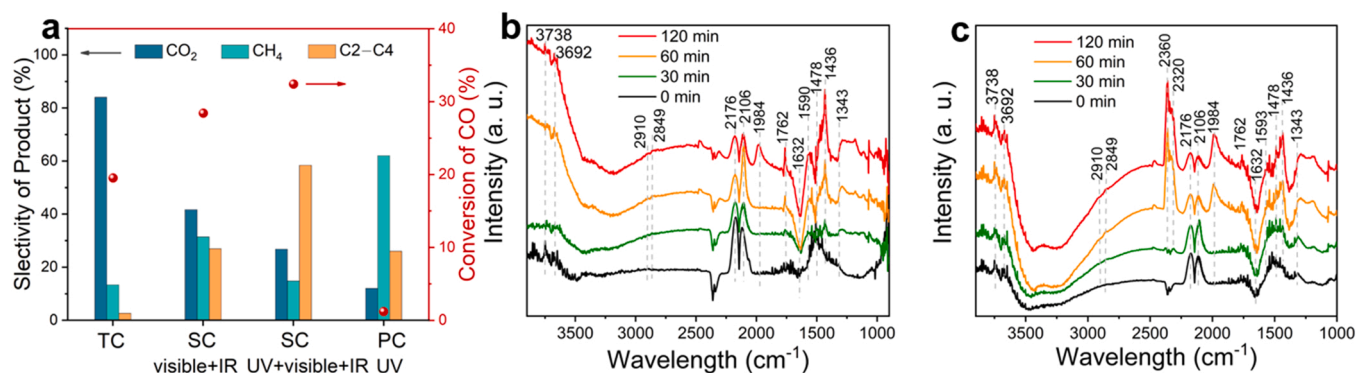 a
CO2
CH4
C2–C4
Slectivity of Product (%)
100
80
60
40
20
0
Conversion of CO (%)
40
30
20
10
0
TC
SC
SC
PC
visible+IR
UV+visible+IR
UV
b
3738
3692
120 min
60 min
30 min
0 min
2910
2849
2176
2106
1984
1762
1632
1590
1478
1436
1343
Intensity (a. u.)
3500
3000
2500
2000
1500
1000
Wavelength (cm-1)
c
3738
3692
120 min
60 min
30 min
0 min
2910
2849
2360
2320
2176
2106
1984
1762
1632
1593
1478
1436
1343
Intensity (a. u.)
3500
3000
2500
2000
1500
1000
Wavelength (cm-1)